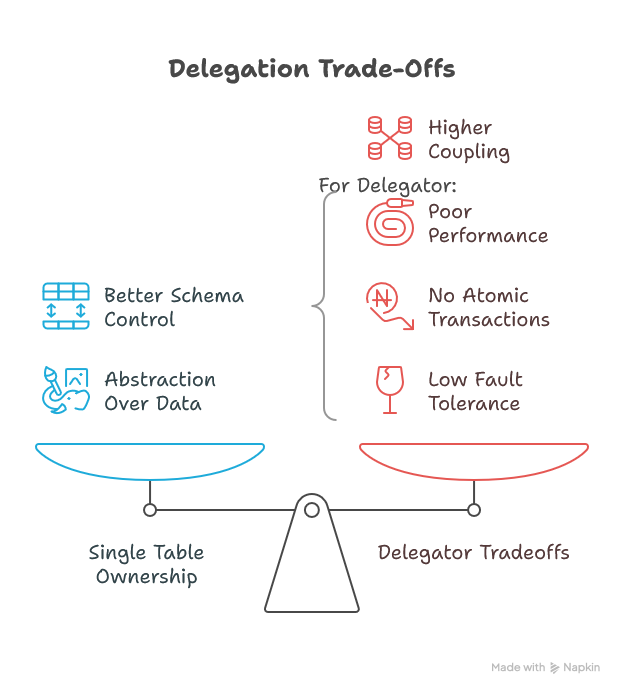 Delegation Trade-Offs
Higher
Coupling
For Delegator:
Poor
Performance
Better Schema
Control
No Atomic
Transactions
Abstraction
Over Data
Low Fault
Tolerance
Single Table
Ownership
Delegator Tradeoffs
Made with Napkin